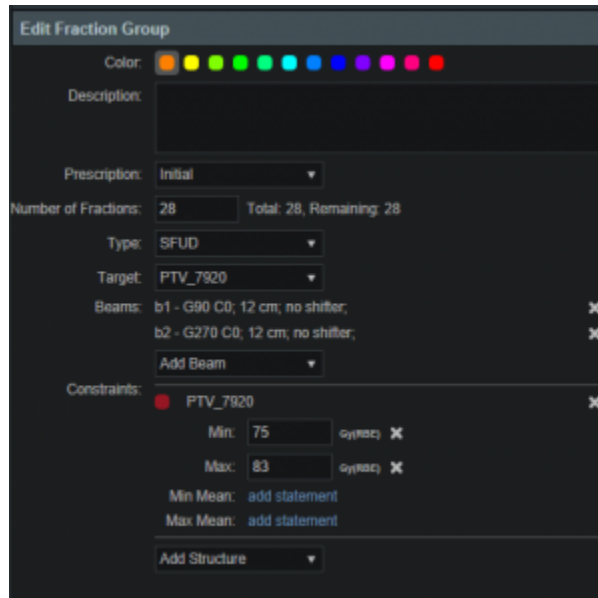 Edit Fraction Group
Color:
Description:
Prescription: Initial
Number of Fractions: 28 Total: 28, Remaining: 28
Type: SFUD
Target: PTV_7920
Beams: b1 - G90 C0; 12 cm; no shifter;
b2 - G270 C0; 12 cm; no shifter;
Add Beam
Constraints:
PTV_7920
Min: 75 Gy(RBE)
Max: 83 Gy(RBE)
Min Mean: add statement
Max Mean: add statement
Add Structure